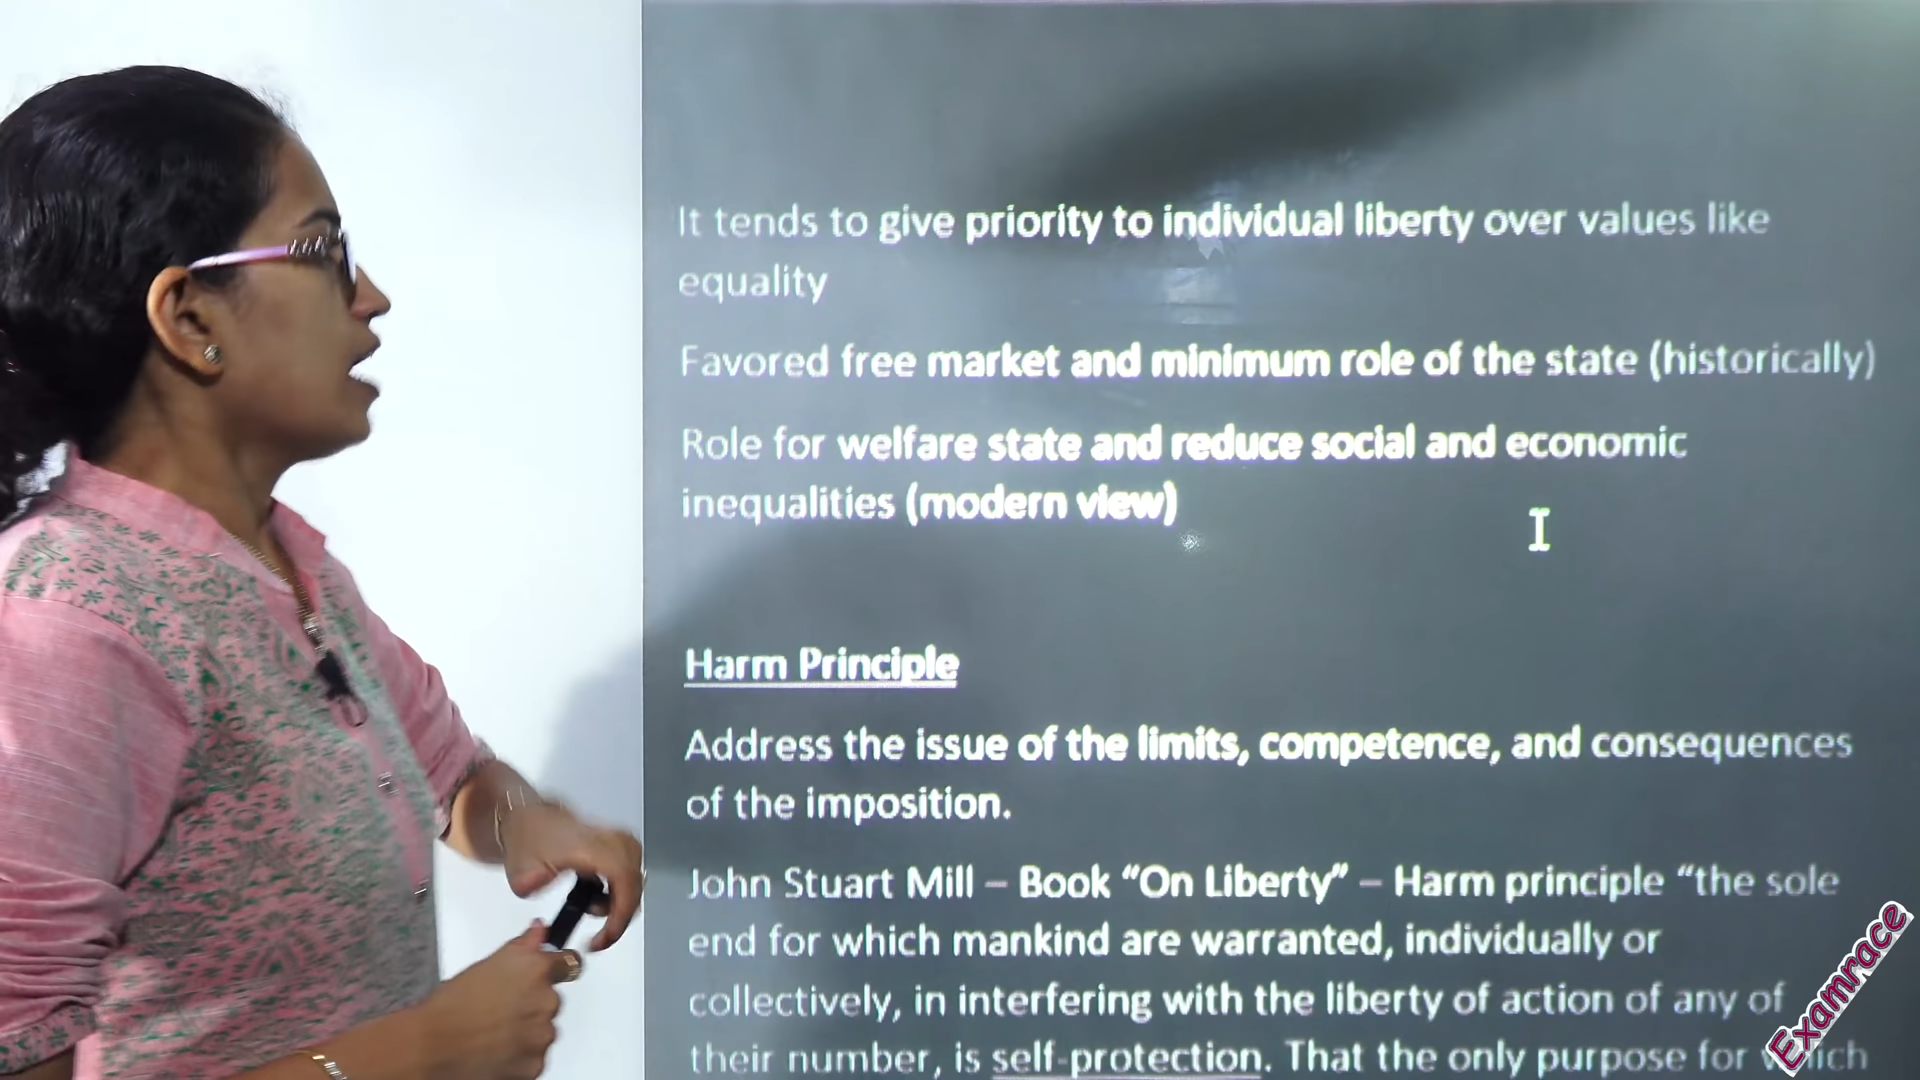 It tends to give priority to individual liberty over values like
equality
Favored free market and minimum role of the state (historically)
Role for welfare state and reduce social and economic
inequalities (modern view)
Harm Principle
Address the issue of the limits, competence, and consequences
of the imposition.
John Stuart Mill – Book “On Liberty” – Harm principle “the sole
end for which mankind are warranted, individually or
collectively, in interfering with the liberty of action of any of
their number, is self-protection. That the only purpose for which
Examrace